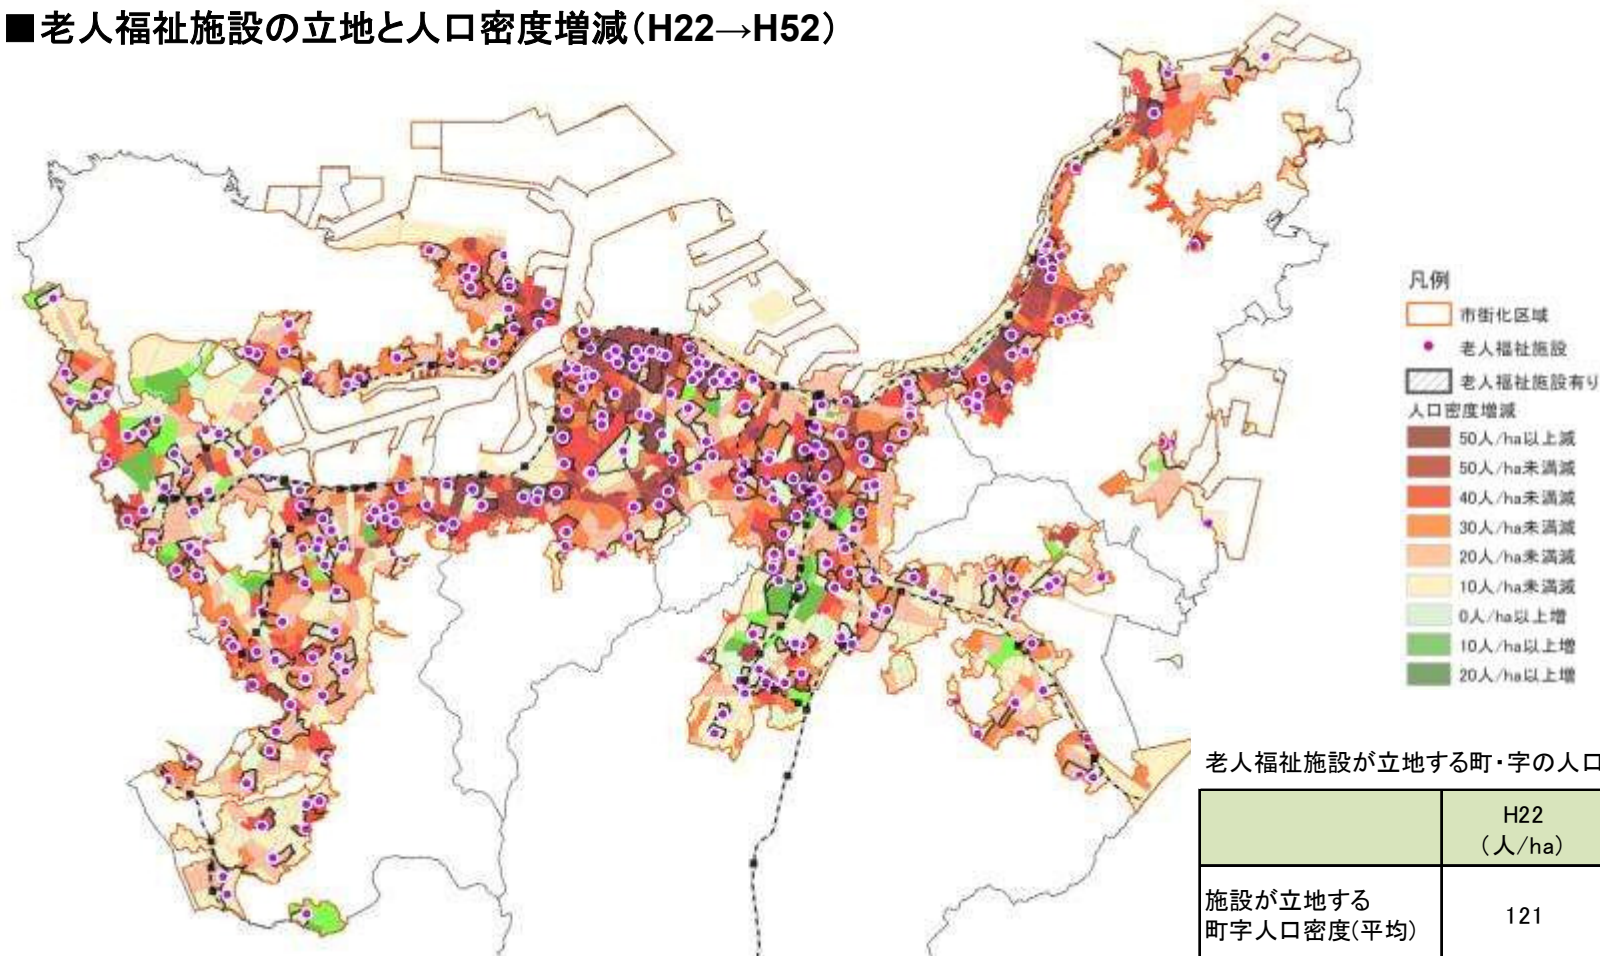 ■老人福祉施設の立地と人口密度増減(H22→H52)
凡例
市街化区域
老人福祉施設
老人福祉施設有り
人口密度増減
50人/ha以上減
50人/ha未満減
40人/ha未満減
30人/ha未満減
20人/ha未満減
10人/ha未満減
0人/ha以上増
10人/ha以上増
20人/ha以上増
老人福祉施設が立地する町・字の人口
H22
(人/ha)
施設が立地する
町字人口密度(平均)
121